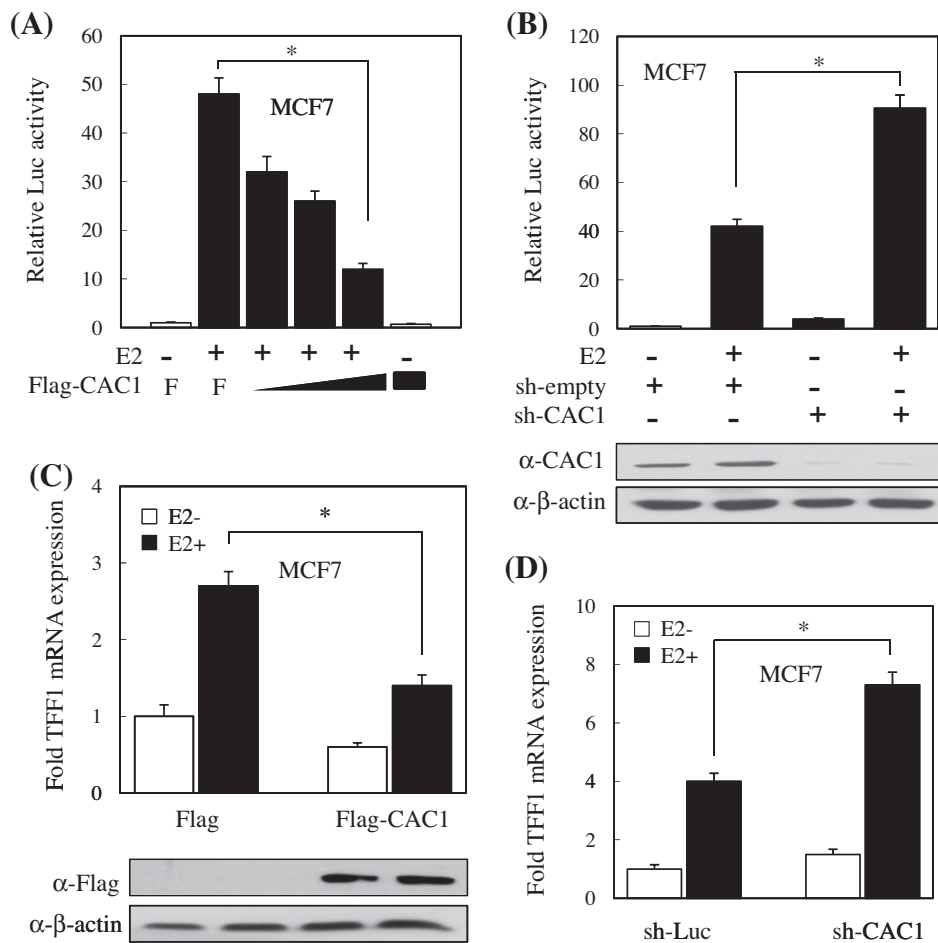 (A)
60
50
40
30
20
10
0
Relative Luc activity
*
MCF7
E2 - + + + + -
Flag-CAC1 F F
(B)
120
100
80
60
40
20
0
Relative Luc activity
MCF7
*
E2 - + - +
sh-empty + + - -
sh-CAC1 - - + +
α-CAC1
α-β-actin
(C)
4
3
2
1
0
Fold TFF1 mRNA expression
E2-
E2+
*
MCF7
Flag Flag-CAC1
α-Flag
α-β-actin
(D)
10
8
6
4
2
0
Fold TFF1 mRNA expression
E2-
E2+
*
MCF7
sh-Luc sh-CAC1